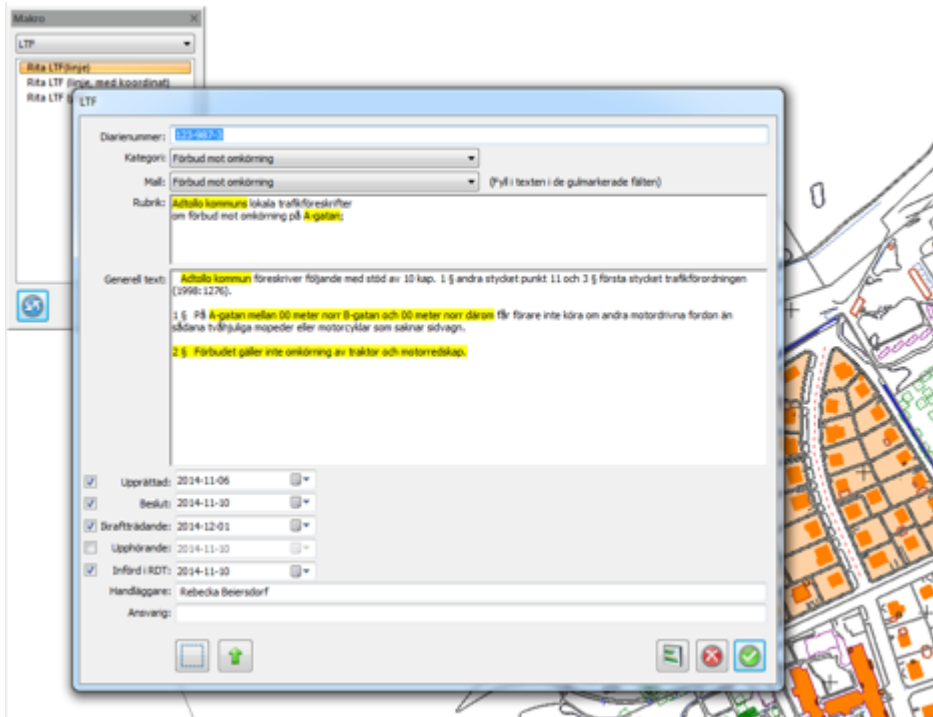 Makro
LTF
Rita LTF(linje)
Rita LTF (linje, med koordinat)
Rita LTF
LTF
Diarienummer: 123-987-3
Kategori: Förbud mot omkörning
Mall: Förbud mot omkörning (Fyll i texten i de gulmarkerade fälten)
Rubrik: Adtollo kommuns lokala trafikföreskrifter
om förbud mot omkörning på A-gatan;
Generell text: Adtollo kommun föreskriver följande med stöd av 10 kap. 1 § andra stycket punkt 11 och 3 § första stycket trafikförordningen
(1998:1276).
1 § På A-gatan mellan 00 meter norr B-gatan och 00 meter norr därom får förare inte köra om andra motordrivna fordon än
sådana tvåhjuliga mopeder eller motorcyklar som saknar sidvagn.
2 § Förbudet gäller inte omkörning av traktor och motorredskap.
Upprättad: 2014-11-06
Beslut: 2014-11-10
Ikraftträdande: 2014-12-01
Upphörande: 2014-11-10
Införd i RDT: 2014-11-10
Handläggare: Rebecka Beiersdorf
Ansvarig: